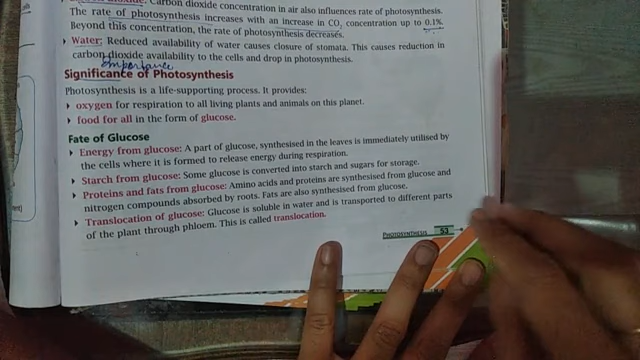 Carbon dioxide concentration in air also influences rate of photosynthesis.
The rate of photosynthesis increases with an increase in CO₂ concentration up to 0.1%.
Beyond this concentration, the rate of photosynthesis decreases.
▸ Water: Reduced availability of water causes closure of stomata. This causes reduction in
carbon dioxide availability to the cells and drop in photosynthesis.
importance
Significance of Photosynthesis
Photosynthesis is a life-supporting process. It provides:
▸ oxygen for respiration to all living plants and animals on this planet.
▸ food for all in the form of glucose.
Fate of Glucose
▸ Energy from glucose: A part of glucose, synthesised in the leaves is immediately utilised by
the cells where it is formed to release energy during respiration.
▸ Starch from glucose: Some glucose is converted into starch and sugars for storage.
▸ Proteins and fats from glucose: Amino acids and proteins are synthesised from glucose and
nitrogen compounds absorbed by roots. Fats are also synthesised from glucose.
▸ Translocation of glucose: Glucose is soluble in water and is transported to different parts
of the plant through phloem. This is called translocation.
PHOTOSYNTHESIS 53